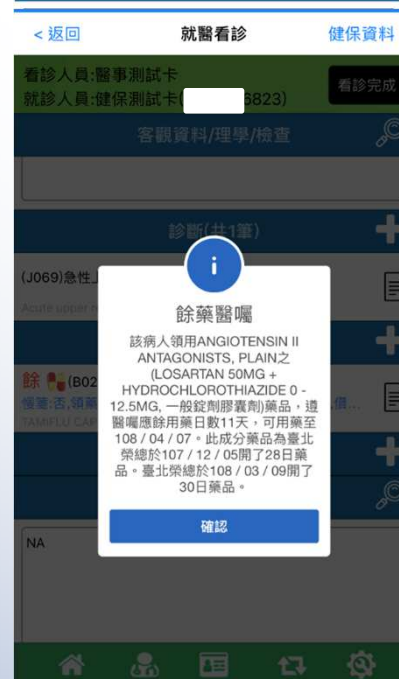 < 返回
就醫看診
健保資料
看診人員:醫事測試卡
就診人員:健保測試卡( 6823)
看診完成
客觀資料/理學/檢查
診斷(共1筆)
(J069)急性上
Acute upper r
餘藥醫囑
該病人領用ANGIOTENSIN II
ANTAGONISTS, PLAIN之
(LOSARTAN 50MG +
HYDROCHLOROTHIAZIDE 0 -
12.5MG, 一般錠劑膠囊劑)藥品，遵
醫囑應餘用藥日數11天，可用藥至
108 / 04 / 07。此成分藥品為臺北
榮總於107 / 12 / 05開了28日藥
品。臺北榮總於108 / 03 / 09開了
30日藥品。
確認
餘 (B02
慢箋:否,領藥
,價...
TAMIFLU CAP
NA